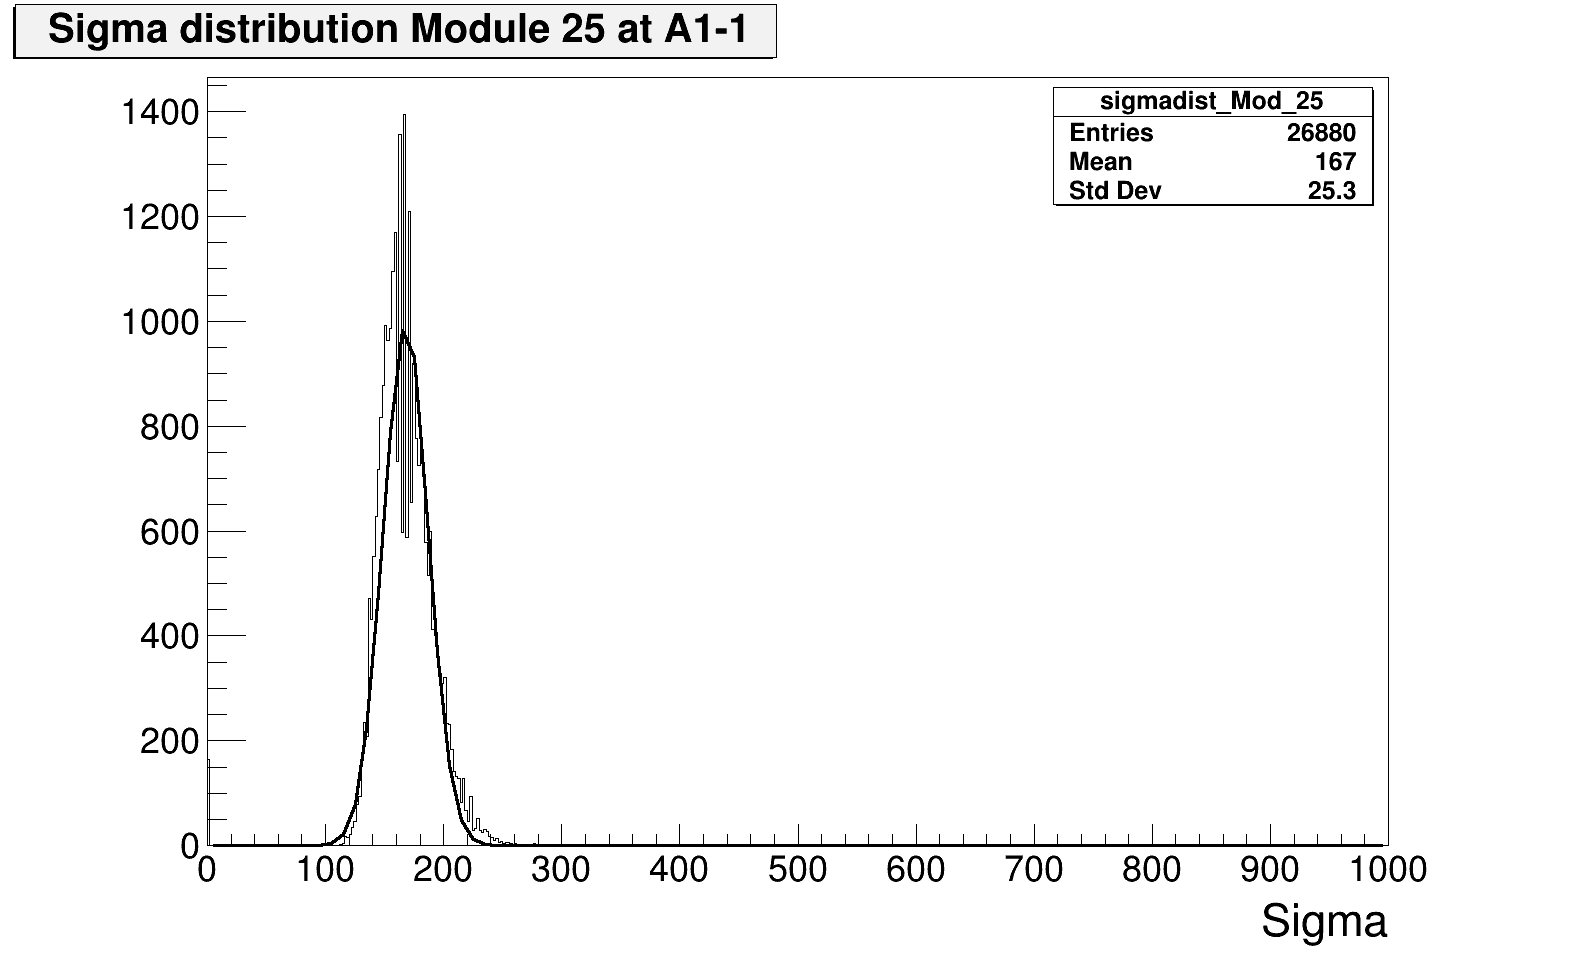 Sigma distribution Module 25 at A1-1
sigmadist_Mod_25
Entries 26880
Mean 167
Std Dev 25.3
1400
1200
1000
800
600
400
200
0
0 100 200 300 400 500 600 700 800 900 1000
Sigma